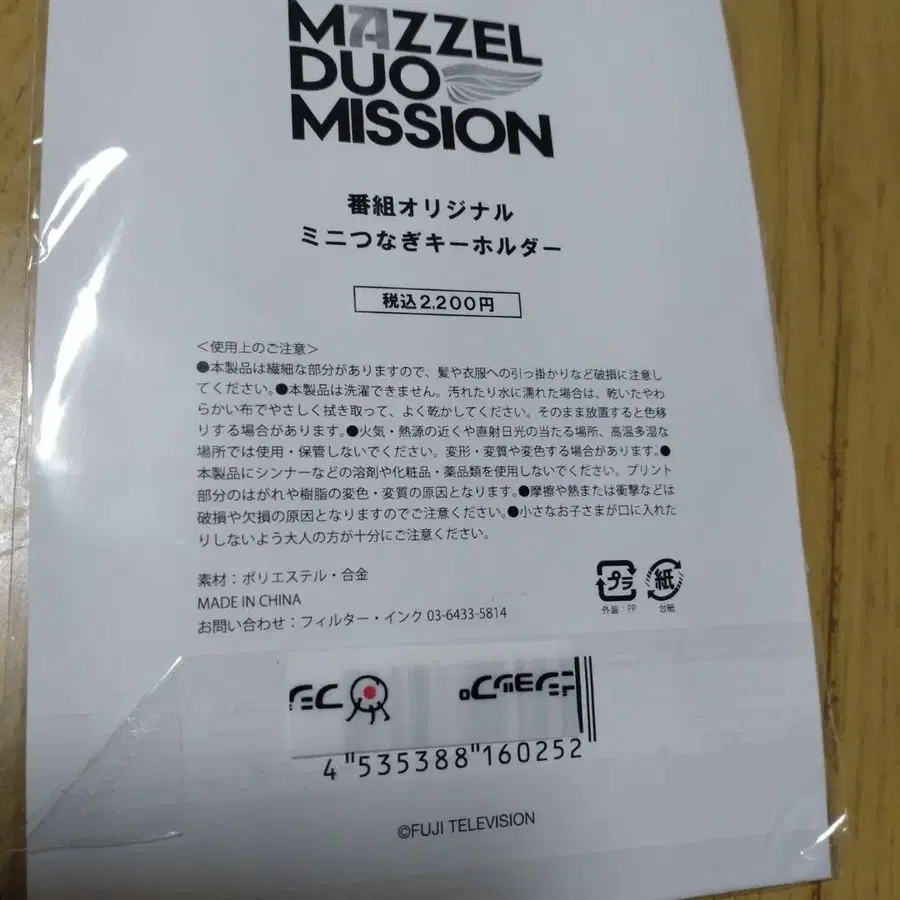 MAZZEL
DUO
MISSION
番組オリジナル
ミニつなぎキーホルダー
税込2,200円
＜使用上のご注意＞
●本製品は繊細な部分がありますので、髪や衣服への引っ掛かりなど破損に注意し
てください。●本製品は洗濯できません。汚れたり水に濡れた場合は、乾いたやわ
らかい布でやさしく拭き取って、よく乾かしてください。そのまま放置すると色移
りする場合があります。●火気・熱源の近くや直射日光の当たる場所、高温多湿な
場所では使用・保管しないでください。変形・変質や変色する場合があります。●
本製品にシンナーなどの溶剤や化粧品・薬品類を使用しないでください。プリント
部分のはがれや樹脂の変色・変質の原因となります。●摩擦や熱または衝撃などは
破損や欠損の原因となりますのでご注意ください。●小さなお子さまが口に入れた
りしないよう大人の方が十分にご注意ください。
素材：ポリエステル・合金
MADE IN CHINA
お問い合わせ：フィルター・インク 03-6433-5814
プラ
外装：PP
紙
台紙
4"535388"160252
©FUJI TELEVISION